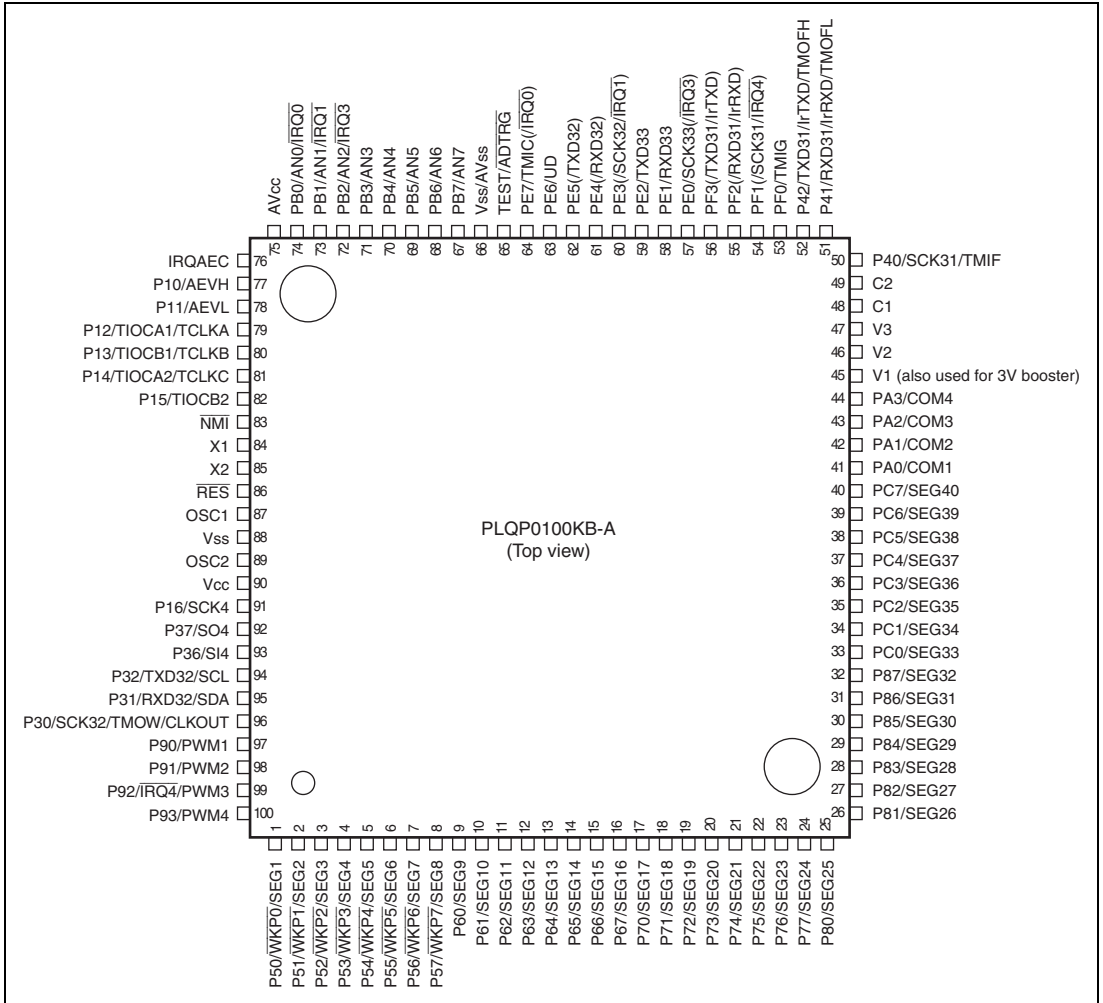 AVcc
PB0/AN0/IRQ0
PB1/AN1/IRQ1
PB2/AN2/IRQ3
PB3/AN3
PB4/AN4
PB5/AN5
PB6/AN6
PB7/AN7
Vss/AVss
TEST/ADTRG
PE7/TMIC(/IRQ0)
PE6/UD
PE5(/TXD32)
PE4(/RXD32)
PE3(/SCK32/IRQ1)
PE2/TXD33
PE1/RXD33
PE0/SCK33(/IRQ3)
PF3(/TXD31/IrTXD)
PF2(/RXD31/IrRXD)
PF1(/SCK31/IRQ4)
PF0/TMIG
P42/TXD31/IrTXD/TMOFH
P41/RXD31/IrRXD/TMOFL
75 74 73 72 71 70 69 68 67 66 65 64 63 62 61 60 59 58 57 56 55 54 53 52 51
IRQAEC 76
P10/AEVH 77
P11/AEVL 78
P12/TIOCA1/TCLKA 79
P13/TIOCB1/TCLKB 80
P14/TIOCA2/TCLKC 81
P15/TIOCB2 82
NMI 83
X1 84
X2 85
RES 86
OSC1 87
Vss 88
OSC2 89
Vcc 90
P16/SCK4 91
P37/SO4 92
P36/SI4 93
P32/TXD32/SCL 94
P31/RXD32/SDA 95
P30/SCK32/TMOW/CLKOUT 96
P90/PWM1 97
P91/PWM2 98
P92/IRQ4/PWM3 99
P93/PWM4 100
PLQP0100KB-A
(Top view)
50 P40/SCK31/TMIF
49 C2
48 C1
47 V3
46 V2
45 V1 (also used for 3V booster)
44 PA3/COM4
43 PA2/COM3
42 PA1/COM2
41 PA0/COM1
40 PC7/SEG40
39 PC6/SEG39
38 PC5/SEG38
37 PC4/SEG37
36 PC3/SEG36
35 PC2/SEG35
34 PC1/SEG34
33 PC0/SEG33
32 P87/SEG32
31 P86/SEG31
30 P85/SEG30
29 P84/SEG29
28 P83/SEG28
27 P82/SEG27
26 P81/SEG26
1 2 3 4 5 6 7 8 9 10 11 12 13 14 15 16 17 18 19 20 21 22 23 24 25
P50/WKP0/SEG1
P51/WKP1/SEG2
P52/WKP2/SEG3
P53/WKP3/SEG4
P54/WKP4/SEG5
P55/WKP5/SEG6
P56/WKP6/SEG7
P57/WKP7/SEG8
P60/SEG9
P61/SEG10
P62/SEG11
P63/SEG12
P64/SEG13
P65/SEG14
P66/SEG15
P67/SEG16
P70/SEG17
P71/SEG18
P72/SEG19
P73/SEG20
P74/SEG21
P75/SEG22
P76/SEG23
P77/SEG24
P80/SEG25